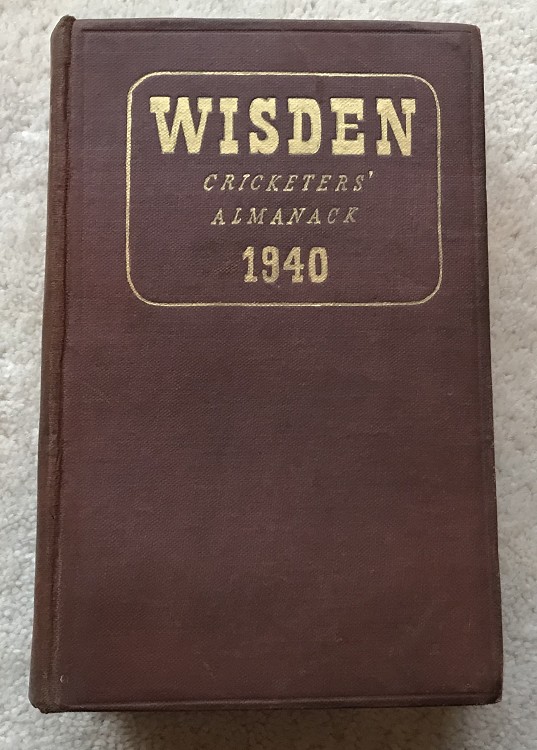 WISDEN
CRICKETERS'
ALMANACK
1940